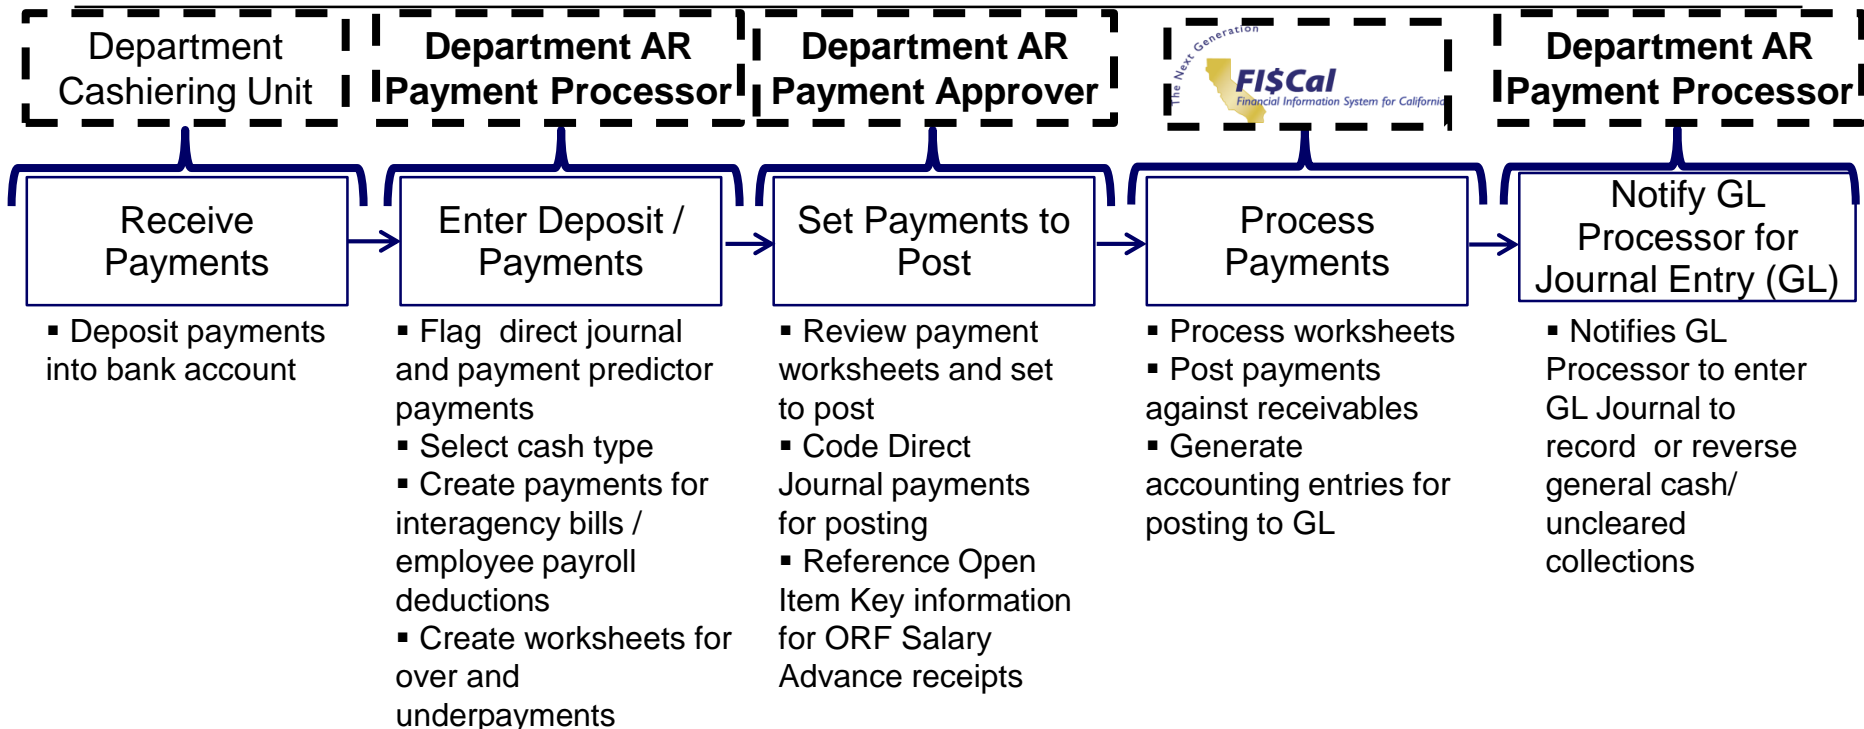 Department
Cashiering Unit
Department AR
Payment Processor
Department AR
Payment Approver
The Next Generation
FI$Cal
Financial Information System for California
Department AR
Payment Processor
Receive
Payments
Enter Deposit /
Payments
Set Payments to
Post
Process
Payments
Notify GL
Processor for
Journal Entry (GL)
▪ Deposit payments
into bank account
▪ Flag  direct journal
and payment predictor
payments
▪ Select cash type
▪ Create payments for
interagency bills /
employee payroll
deductions
▪ Create worksheets for
over and
underpayments
▪ Review payment
worksheets and set
to post
▪ Code Direct
Journal payments
for posting
▪ Reference Open
Item Key information
for ORF Salary
Advance receipts
▪ Process worksheets
▪ Post payments
against receivables
▪ Generate
accounting entries for
posting to GL
▪ Notifies GL
Processor to enter
GL Journal to
record  or reverse
general cash/
uncleared
collections